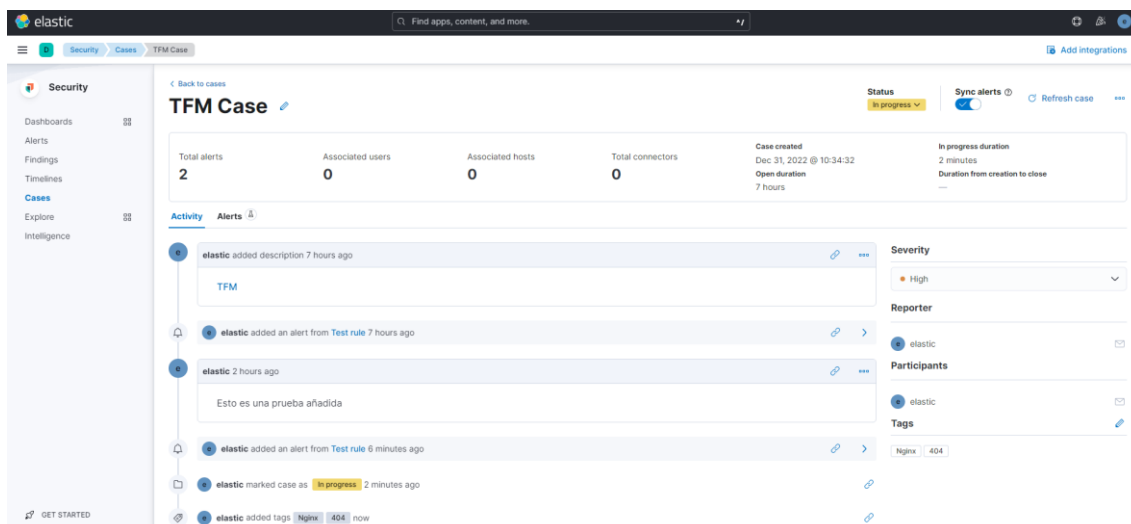 elastic
Find apps, content, and more.
^/
e
D
Security
Cases
TFM Case
Add integrations
Security
Dashboards
Alerts
Findings
Timelines
Cases
Explore
Intelligence
GET STARTED
Back to cases
TFM Case
Status
In progress
Sync alerts
Refresh case
Total alerts
2
Associated users
0
Associated hosts
0
Total connectors
0
Case created
Dec 31, 2022 @ 10:34:32
Open duration
7 hours
In progress duration
2 minutes
Duration from creation to close
—
Activity
Alerts
e
elastic added description 7 hours ago
TFM
e elastic added an alert from Test rule 7 hours ago
e
elastic 2 hours ago
Esto es una prueba añadida
e elastic added an alert from Test rule 6 minutes ago
e elastic marked case as In progress 2 minutes ago
e elastic added tags Nginx 404 now
Severity
High
Reporter
e elastic
Participants
e elastic
Tags
Nginx 404